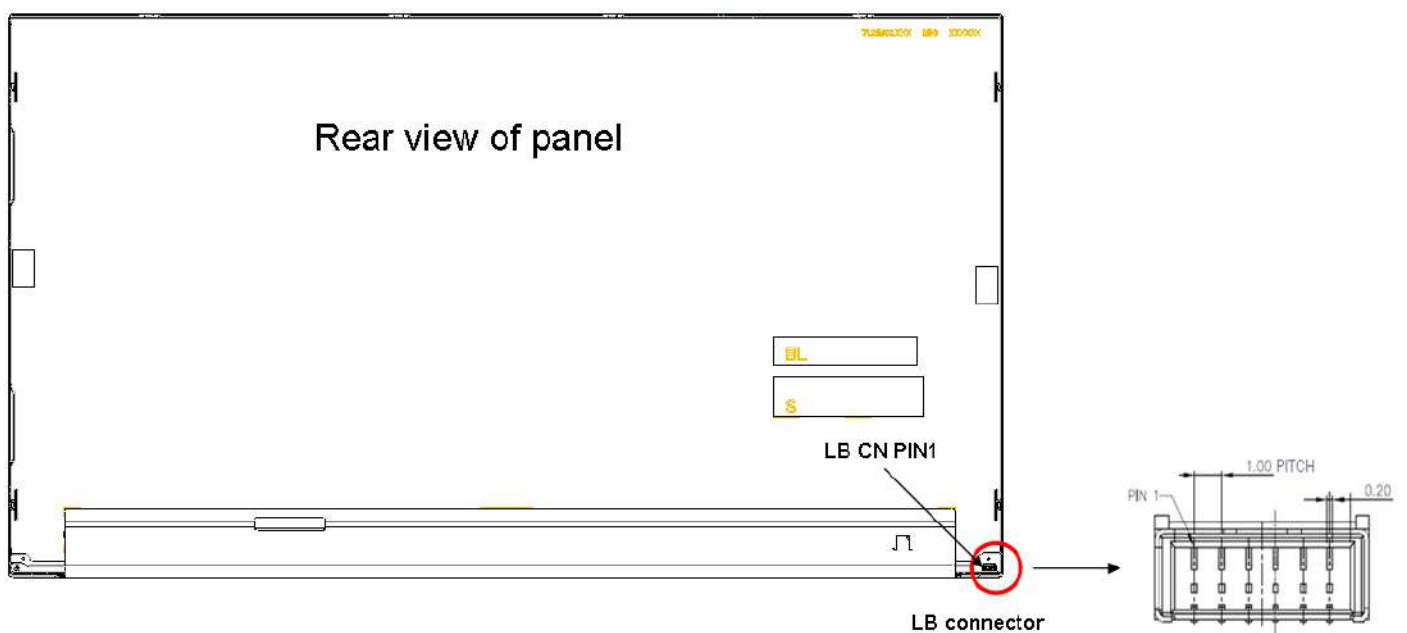 Rear view of panel
BL
S
LB CN PIN1
1.00 PITCH
PIN 1
0.20
LB connector